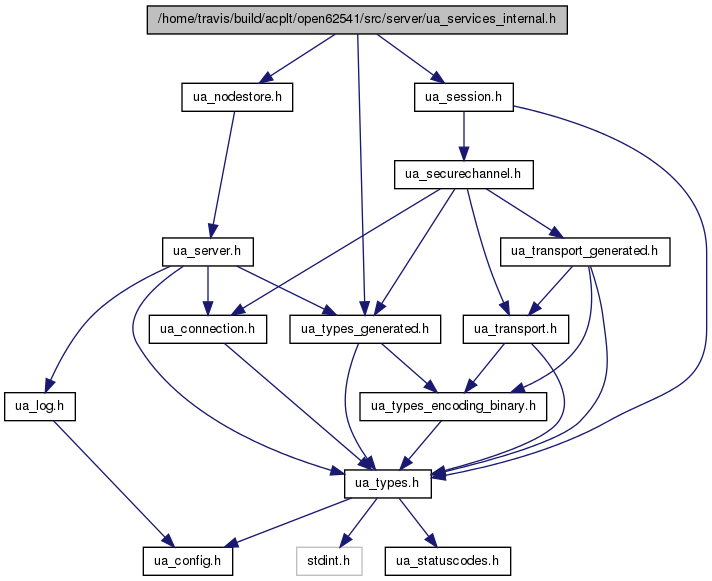 /home/travis/build/acplt/open62541/src/server/ua_services_internal.h
ua_nodestore.h
ua_session.h
ua_securechannel.h
ua_server.h
ua_transport_generated.h
ua_connection.h
ua_types_generated.h
ua_transport.h
ua_log.h
ua_types_encoding_binary.h
ua_types.h
ua_config.h
stdint.h
ua_statuscodes.h